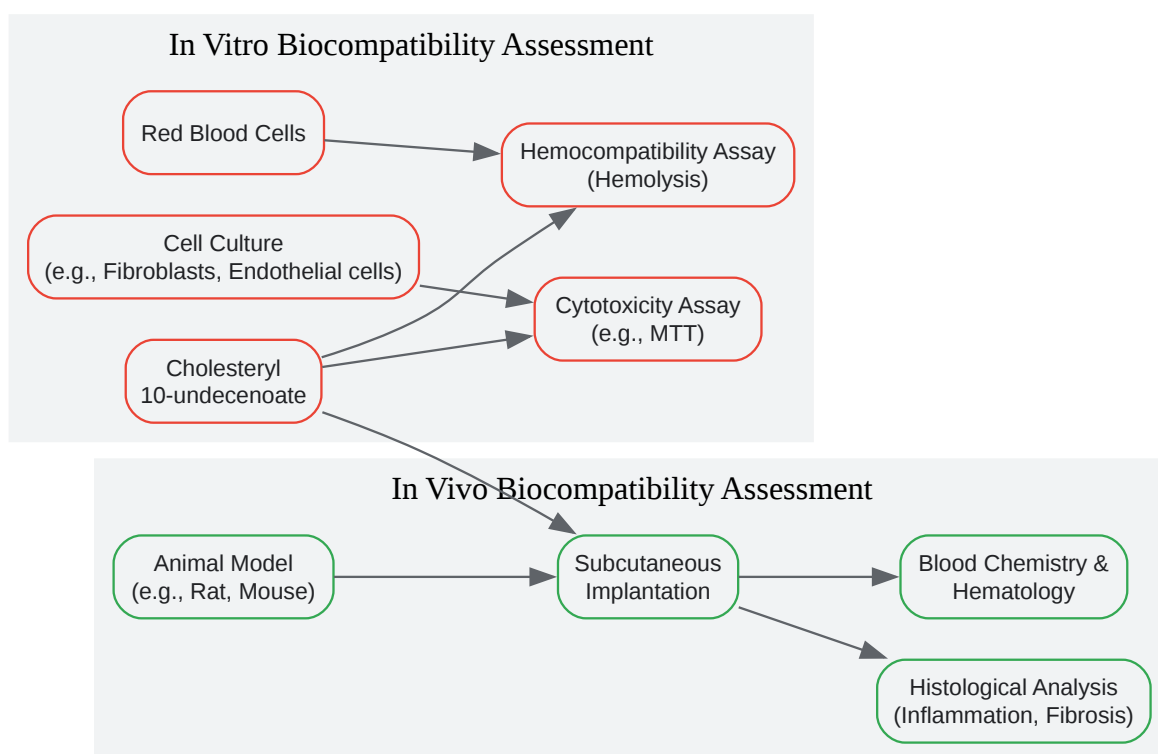 In Vitro Biocompatibility Assessment
Red Blood Cells
Hemocompatibility Assay
(Hemolysis)
Cell Culture
(e.g., Fibroblasts, Endothelial cells)
Cytotoxicity Assay
(e.g., MTT)
Cholesteryl
10-undecenoate
In Vivo Biocompatibility Assessment
Animal Model
(e.g., Rat, Mouse)
Subcutaneous
Implantation
Blood Chemistry &
Hematology
Histological Analysis
(Inflammation, Fibrosis)